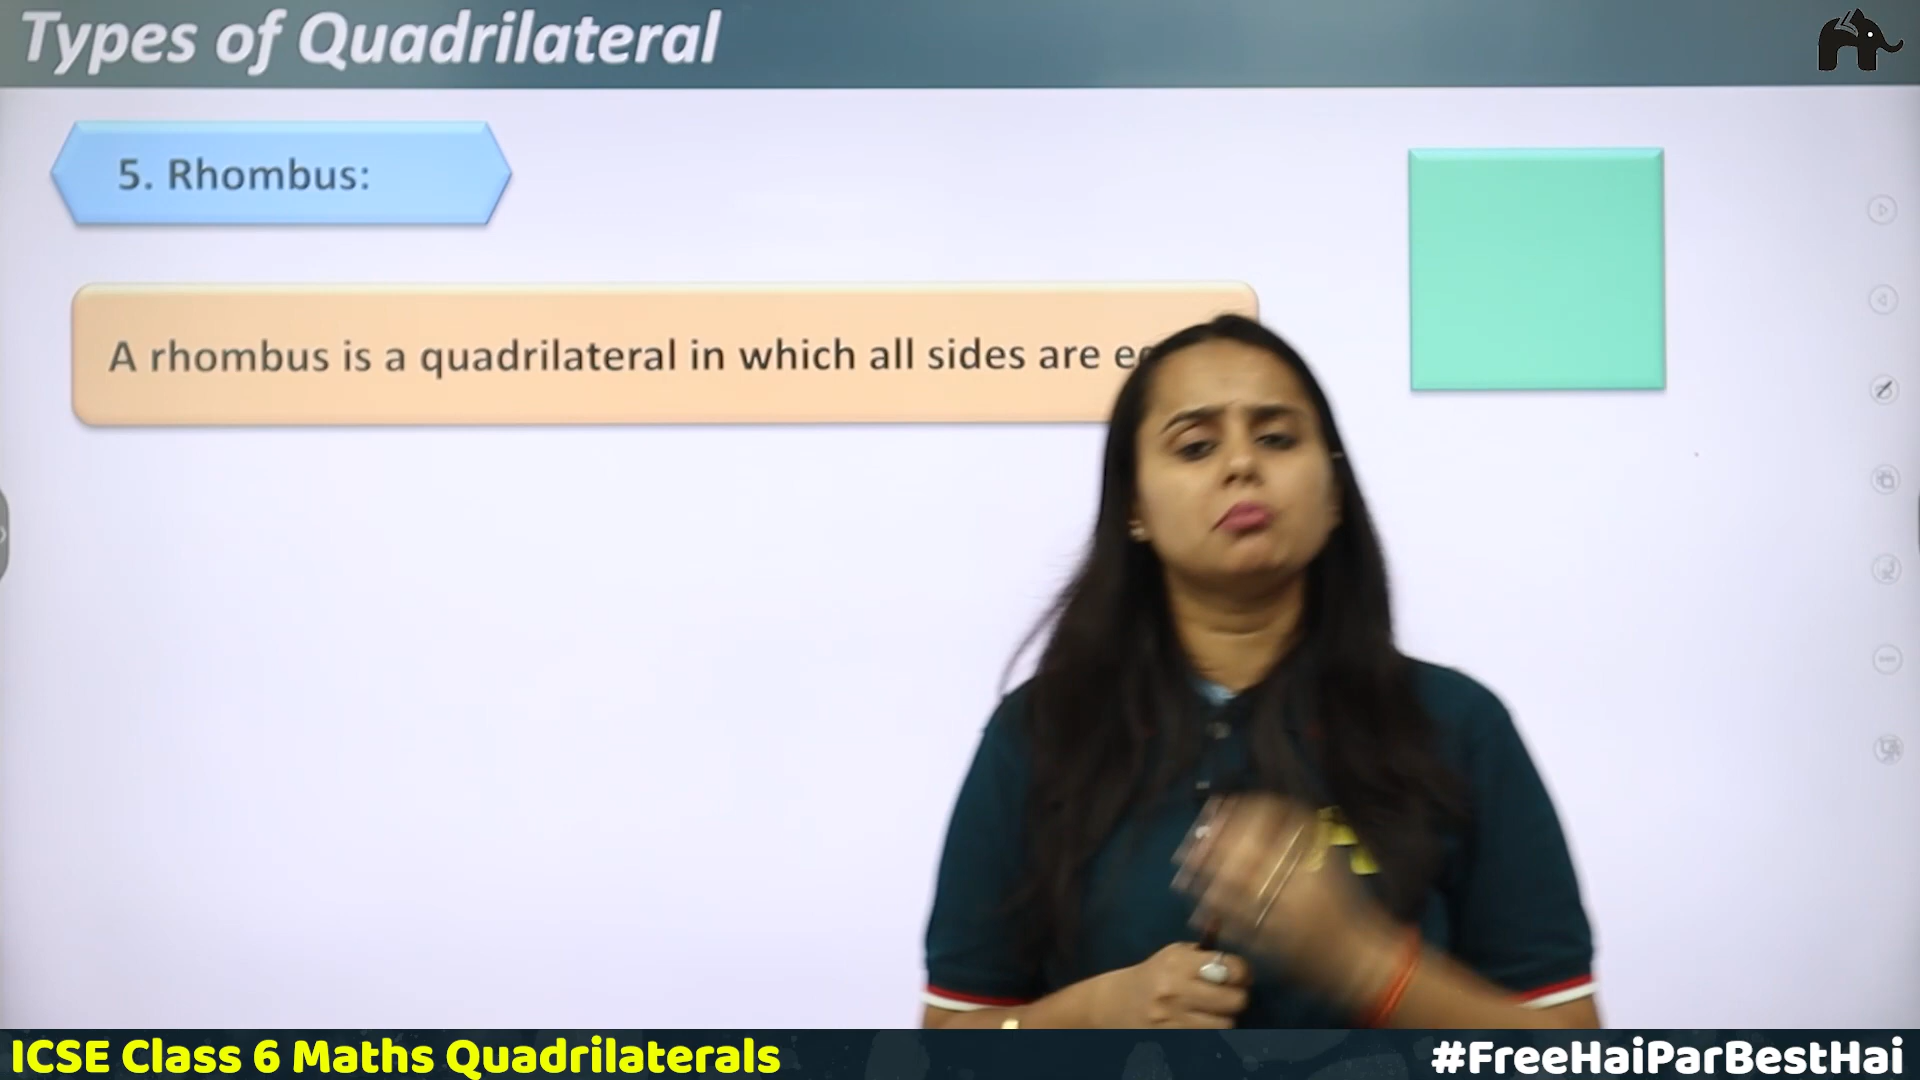 Types of Quadrilateral
5. Rhombus:
A rhombus is a quadrilateral in which all sides are
ICSE Class 6 Maths Quadrilaterals
#FreeHaiParBestHai